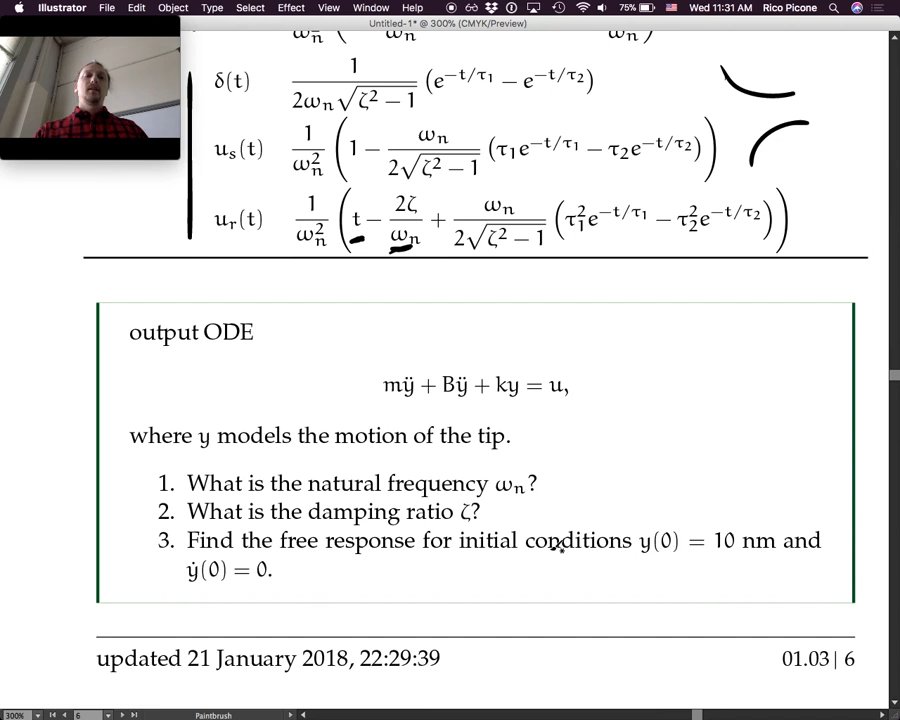 Illustrator File Edit Object Type Select Effect View Window Help 75% Wed 11:31 AM Rico Picone
Untitled-1* @ 300% (CMYK/Preview)
ωₙ² ( ωₙ ωₙ )
δ(t) 1/(2ωₙ√(ζ² − 1)) (e^(−t/τ₁) − e^(−t/τ₂))
uₛ(t) 1/ωₙ² (1 − ωₙ/(2√(ζ² − 1)) (τ₁e^(−t/τ₁) − τ₂e^(−t/τ₂)))
uᵣ(t) 1/ωₙ² (t − 2ζ/ωₙ + ωₙ/(2√(ζ² − 1)) (τ₁²e^(−t/τ₁) − τ₂²e^(−t/τ₂)))
output ODE
mÿ + Bÿ + ky = u,
where y models the motion of the tip.
1. What is the natural frequency ωₙ?
2. What is the damping ratio ζ?
3. Find the free response for initial conditions y(0) = 10 nm and
ẏ(0) = 0.
updated 21 January 2018, 22:29:39 01.03 | 6
300% 6 Paintbrush